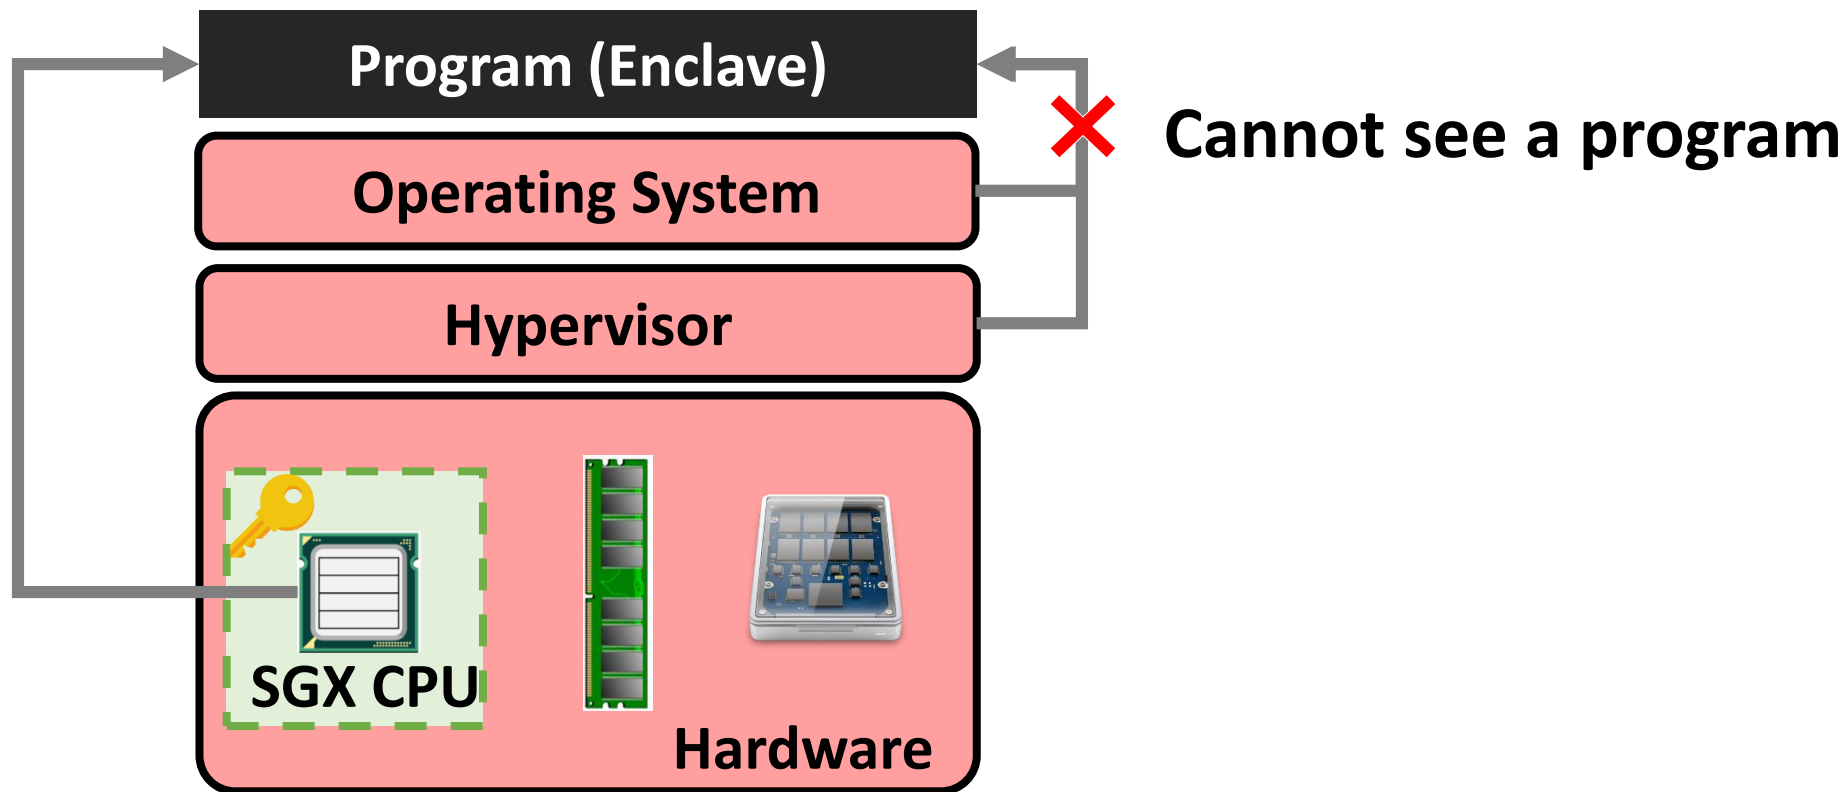 Program (Enclave)
Cannot see a program
Operating System
Hypervisor
SGX CPU
Hardware